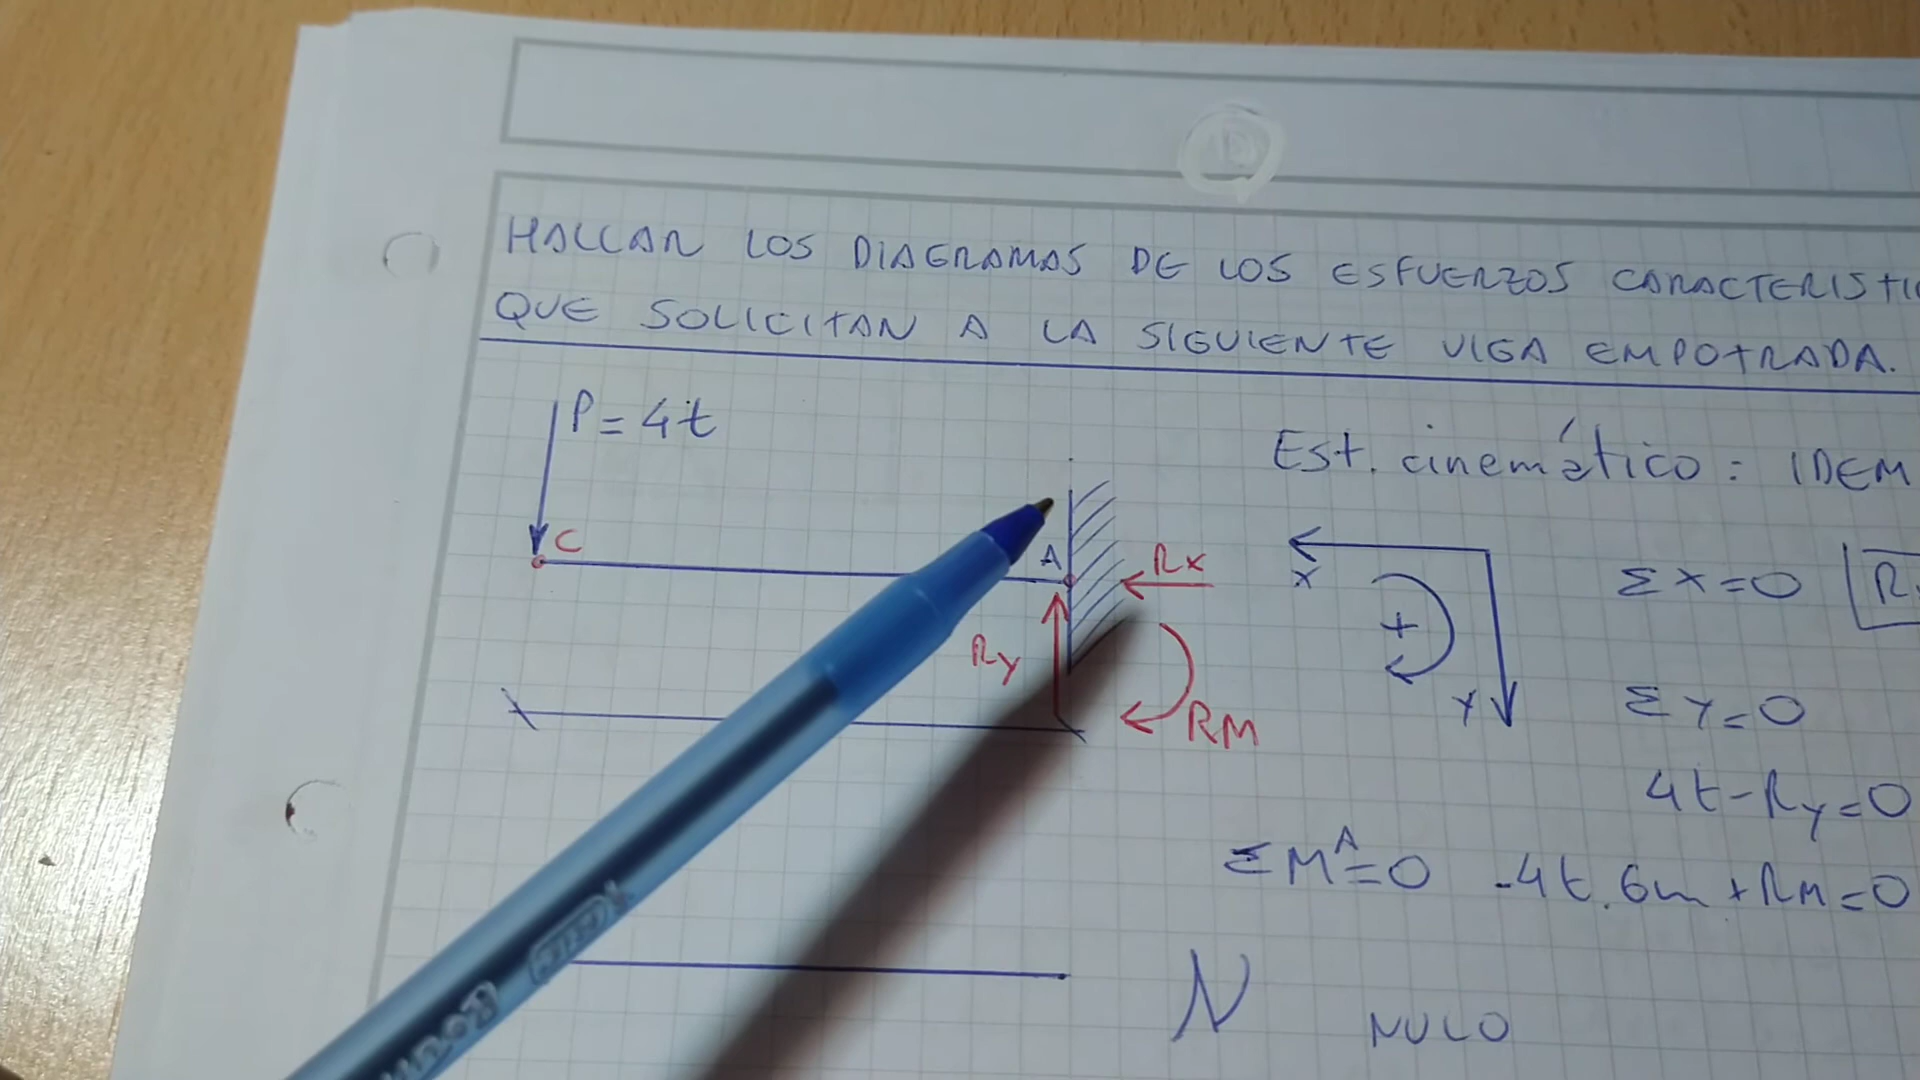 HALLAR LOS DIAGRAMAS DE LOS ESFUERZOS
QUE SOLICITAN A LA SIGUIENTE VIGA EMPOTRADA.
P = 4t
Est. cinemático: IDEM
C
A
Rx
x
ΣX=0
Ry
+
RM
Y
ΣY=0
4t-Ry=0
ΣM^A=0 -4t.6m+RM=0
N NULO